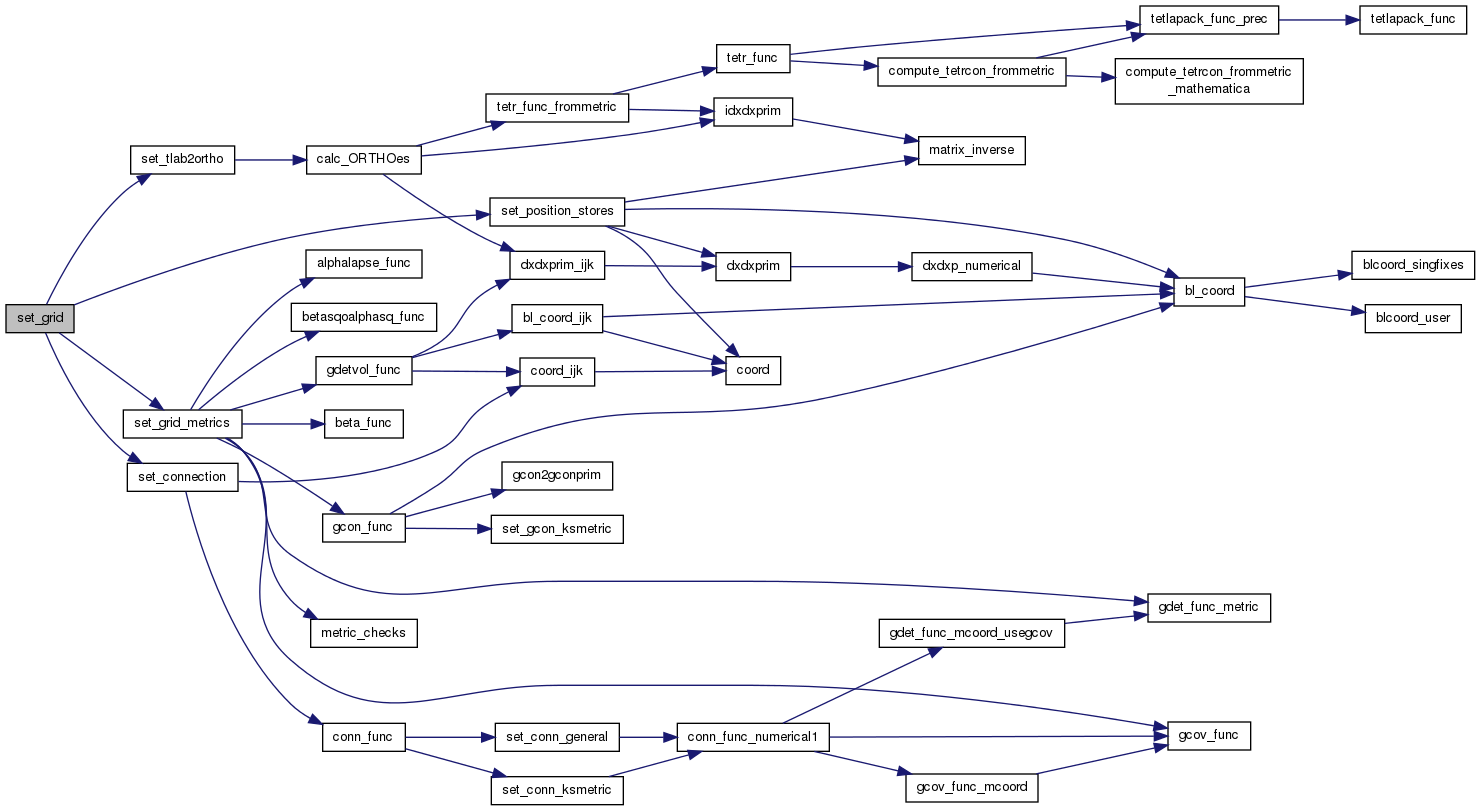 tetlapack_func_prec
tetlapack_func
tetr_func
compute_tetrcon_frommetric
compute_tetrcon_frommetric
_mathematica
tetr_func_frommetric
idxdxprim
matrix_inverse
set_tlab2ortho
calc_ORTHOes
set_position_stores
alphalapse_func
dxdxprim_ijk
dxdxprim
dxdxp_numerical
blcoord_singfixes
bl_coord
set_grid
betasqoalphasq_func
bl_coord_ijk
blcoord_user
gdetvol_func
coord_ijk
coord
set_grid_metrics
beta_func
set_connection
gcon2gconprim
gcon_func
set_gcon_ksmetric
gdet_func_metric
metric_checks
gdet_func_mcoord_usegcov
conn_func
set_conn_general
conn_func_numerical1
gcov_func
set_conn_ksmetric
gcov_func_mcoord